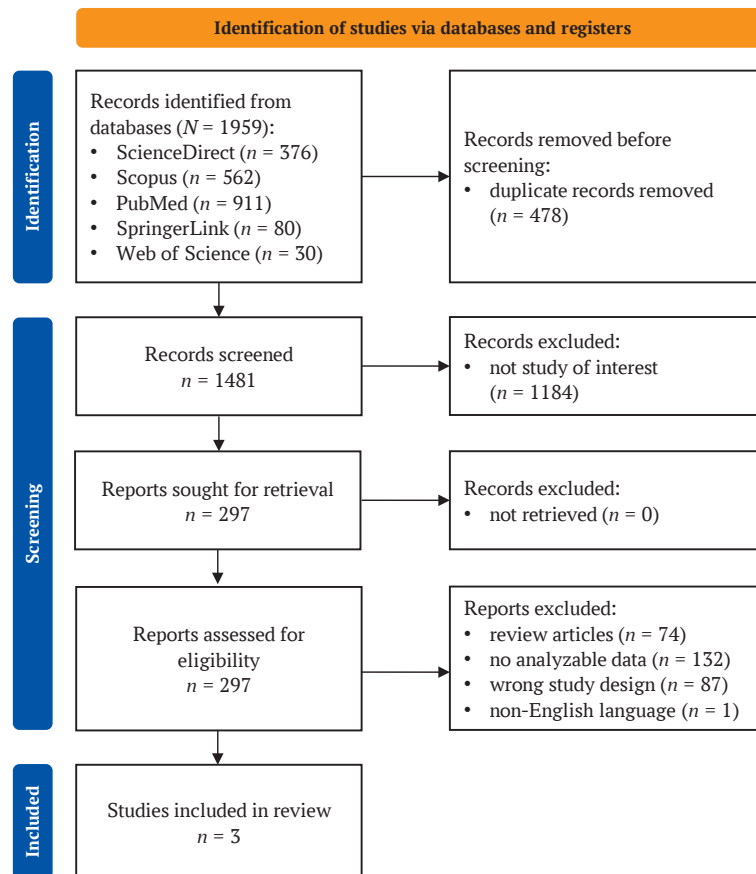 Identification of studies via databases and registers
Identification
Records identified from
databases (N = 1959):
• ScienceDirect (n = 376)
• Scopus (n = 562)
• PubMed (n = 911)
• SpringerLink (n = 80)
• Web of Science (n = 30)
Records removed before
screening:
• duplicate records removed
(n = 478)
Screening
Records screened
n = 1481
Records excluded:
• not study of interest
(n = 1184)
Reports sought for retrieval
n = 297
Records excluded:
• not retrieved (n = 0)
Reports assessed for
eligibility
n = 297
Reports excluded:
• review articles (n = 74)
• no analyzable data (n = 132)
• wrong study design (n = 87)
• non-English language (n = 1)
Included
Studies included in review
n = 3